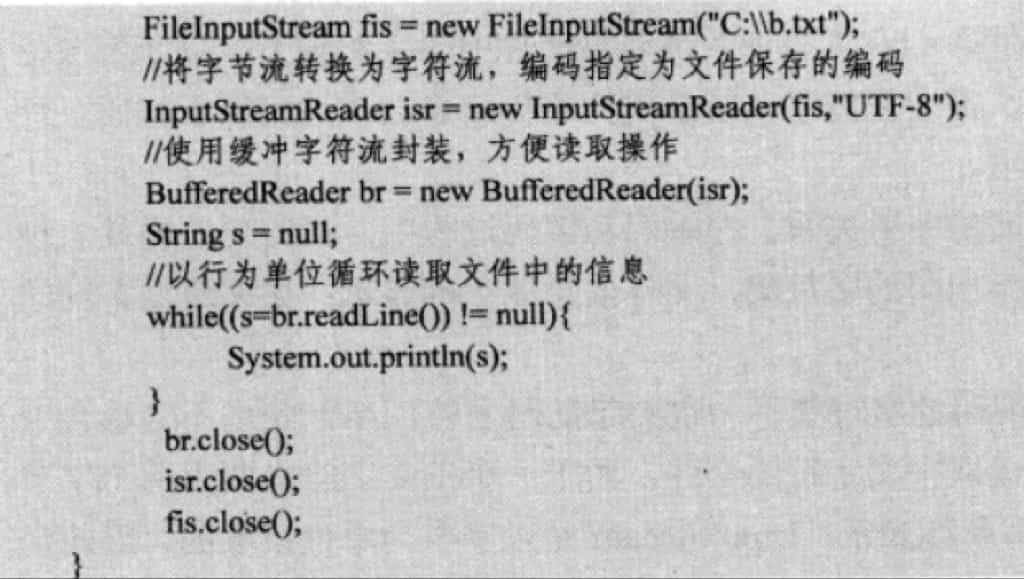 FileInputStream fis = new FileInputStream("C:\\b.txt");
//将字节流转换为字符流，编码指定为文件保存的编码
InputStreamReader isr = new InputStreamReader(fis,"UTF-8");
//使用缓冲字符流封装，方便读取操作
BufferedReader br = new BufferedReader(isr);
String s = null;
//以行为单位循环读取文件中的信息
while((s=br.readLine()) != null){
System.out.println(s);
}
br.close();
isr.close();
fis.close();
}